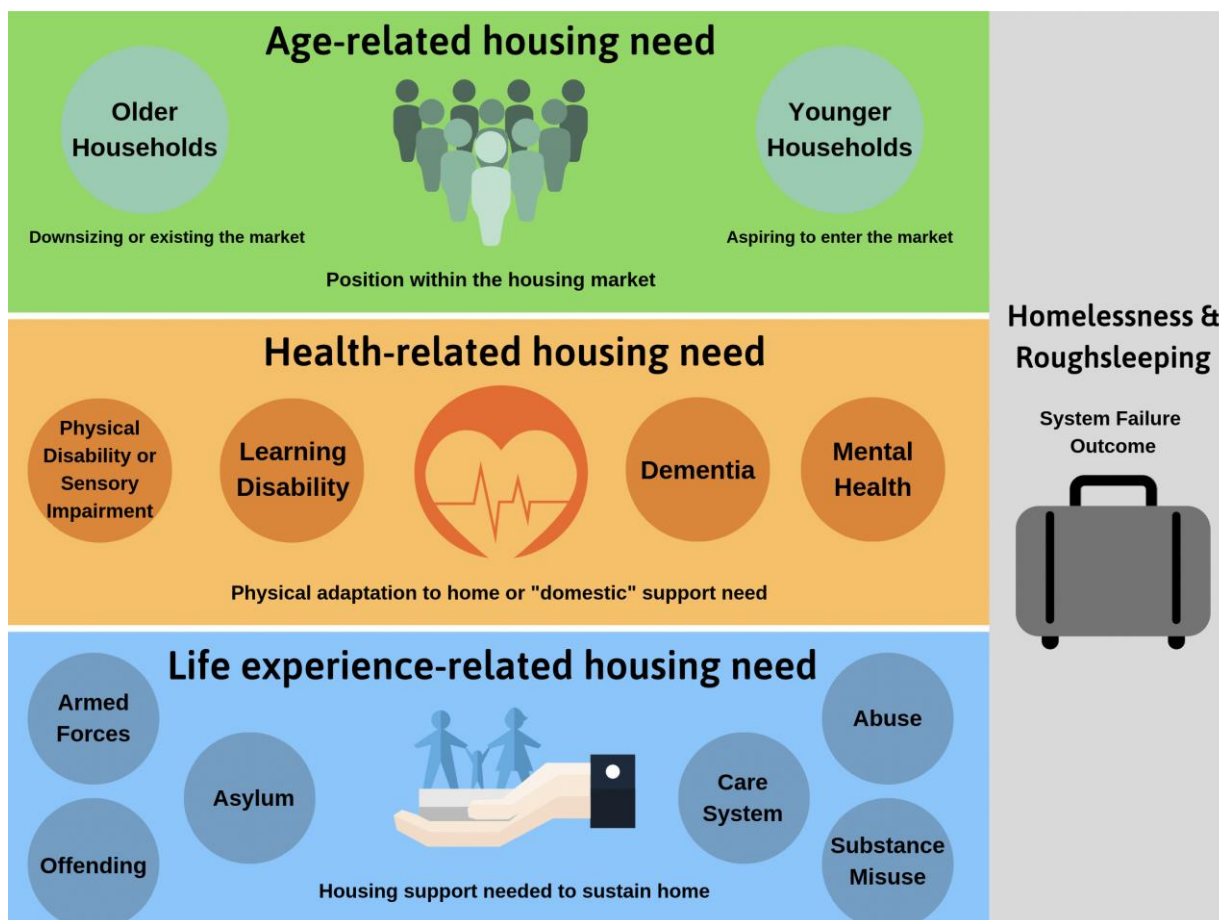 Age-related housing need
Older
Households
Younger
Households
Downsizing or existing the market
Aspiring to enter the market
Position within the housing market
Health-related housing need
Physical
Disability or
Sensory
Impairment
Learning
Disability
Dementia
Mental
Health
Physical adaptation to home or "domestic" support need
Life experience-related housing need
Armed
Forces
Offending
Asylum
Care
System
Abuse
Substance
Misuse
Housing support needed to sustain home
Homelessness &
Roughsleeping
System Failure
Outcome